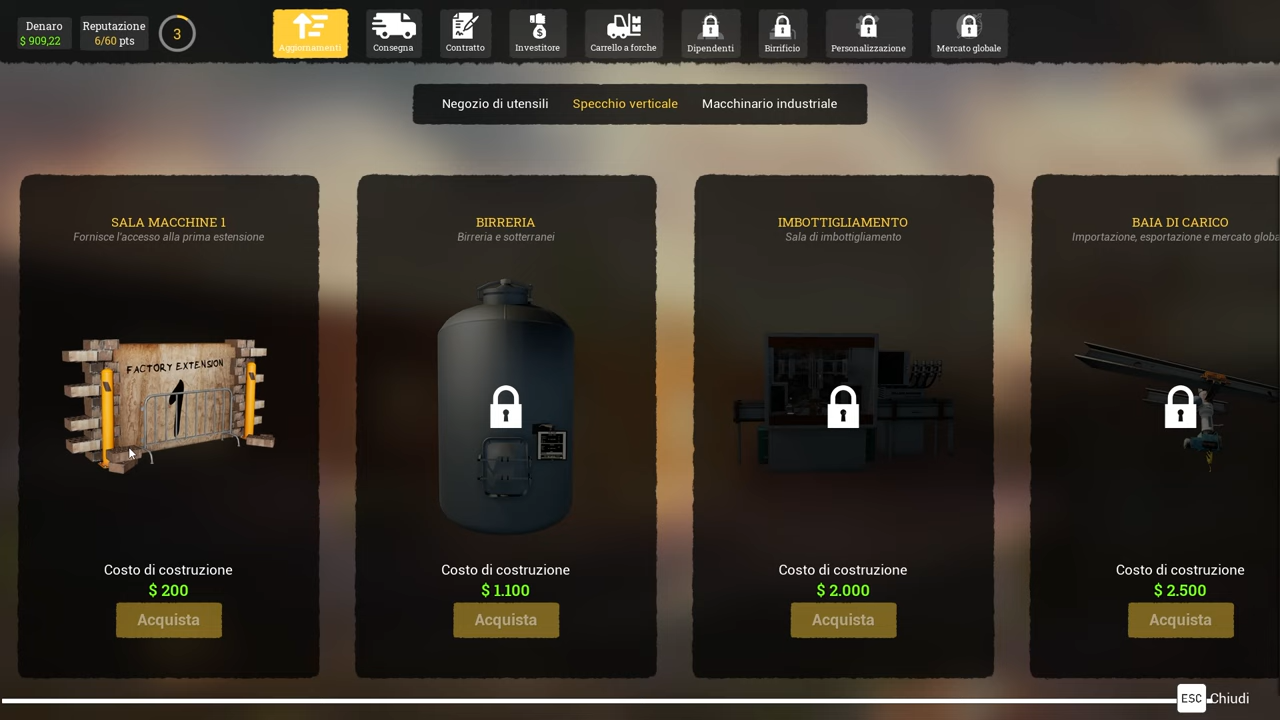 Denaro
$ 909,22
Reputazione
6/60 pts
3
Aggiornamenti
Consegna
Contratto
Investitore
Carrello a forche
Dipendenti
Birrificio
Personalizzazione
Mercato globale
Negozio di utensili
Specchio verticale
Macchinario industriale
SALA MACCHINE 1
Fornisce l'accesso alla prima estensione
FACTORY EXTENSION
1
Costo di costruzione
$ 200
Acquista
BIRRERIA
Birreria e sotterranei
Costo di costruzione
$ 1.100
Acquista
IMBOTTIGLIAMENTO
Sala di imbottigliamento
Costo di costruzione
$ 2.000
Acquista
BAIA DI CARICO
Importazione, esportazione e mercato globa
Costo di costruzione
$ 2.500
Acquista
ESC Chiudi